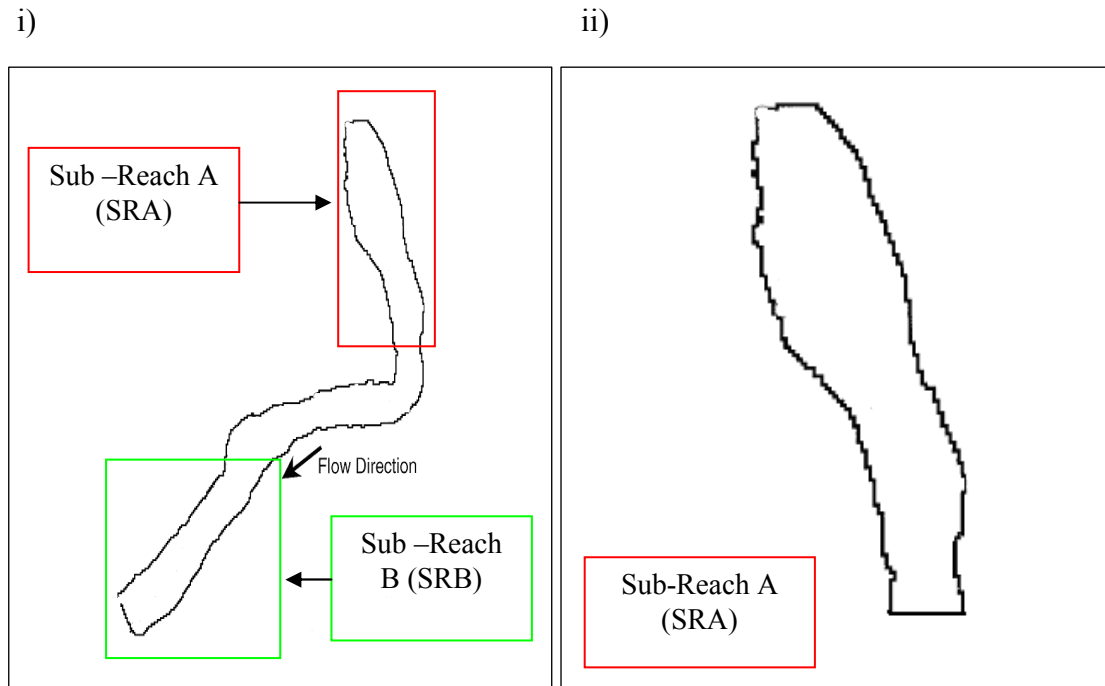 i)
ii)
Sub –Reach A
(SRA)
Flow Direction
Sub –Reach
B (SRB)
Sub-Reach A
(SRA)